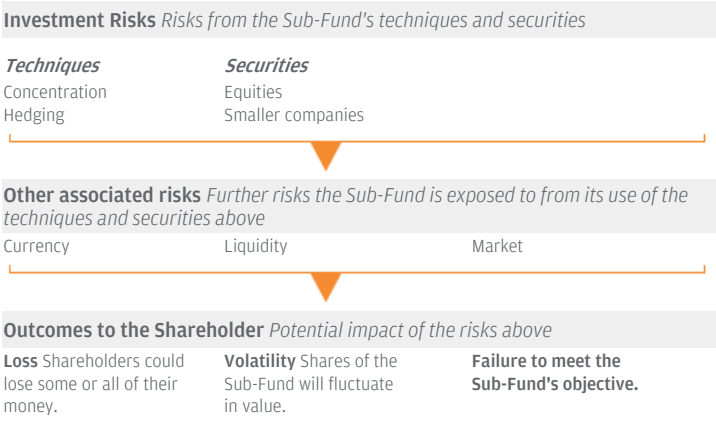 Investment Risks Risks from the Sub-Fund's techniques and securities
Techniques Securities
Concentration Equities
Hedging Smaller companies
Other associated risks Further risks the Sub-Fund is exposed to from its use of the
techniques and securities above
Currency Liquidity Market
Outcomes to the Shareholder Potential impact of the risks above
Loss Shareholders could
lose some or all of their
money.
Volatility Shares of the
Sub-Fund will fluctuate
in value.
Failure to meet the
Sub-Fund's objective.